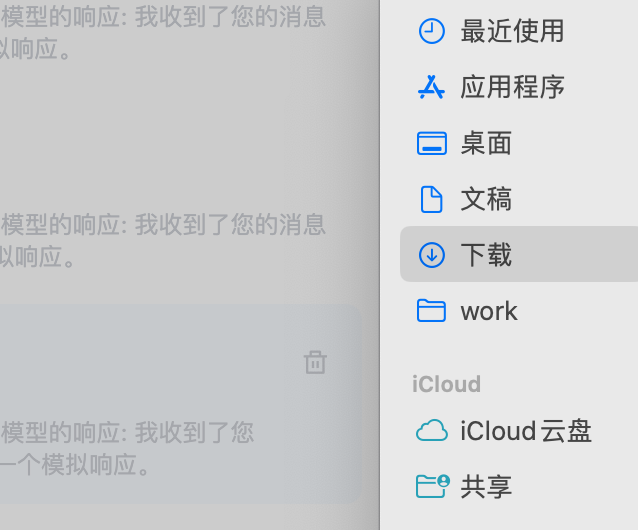 模型的响应: 我收到了您的消息
拟响应。
模型的响应: 我收到了您的消息
拟响应。
模型的响应: 我收到了您
一个模拟响应。
最近使用
应用程序
桌面
文稿
下载
work
iCloud
iCloud云盘
共享